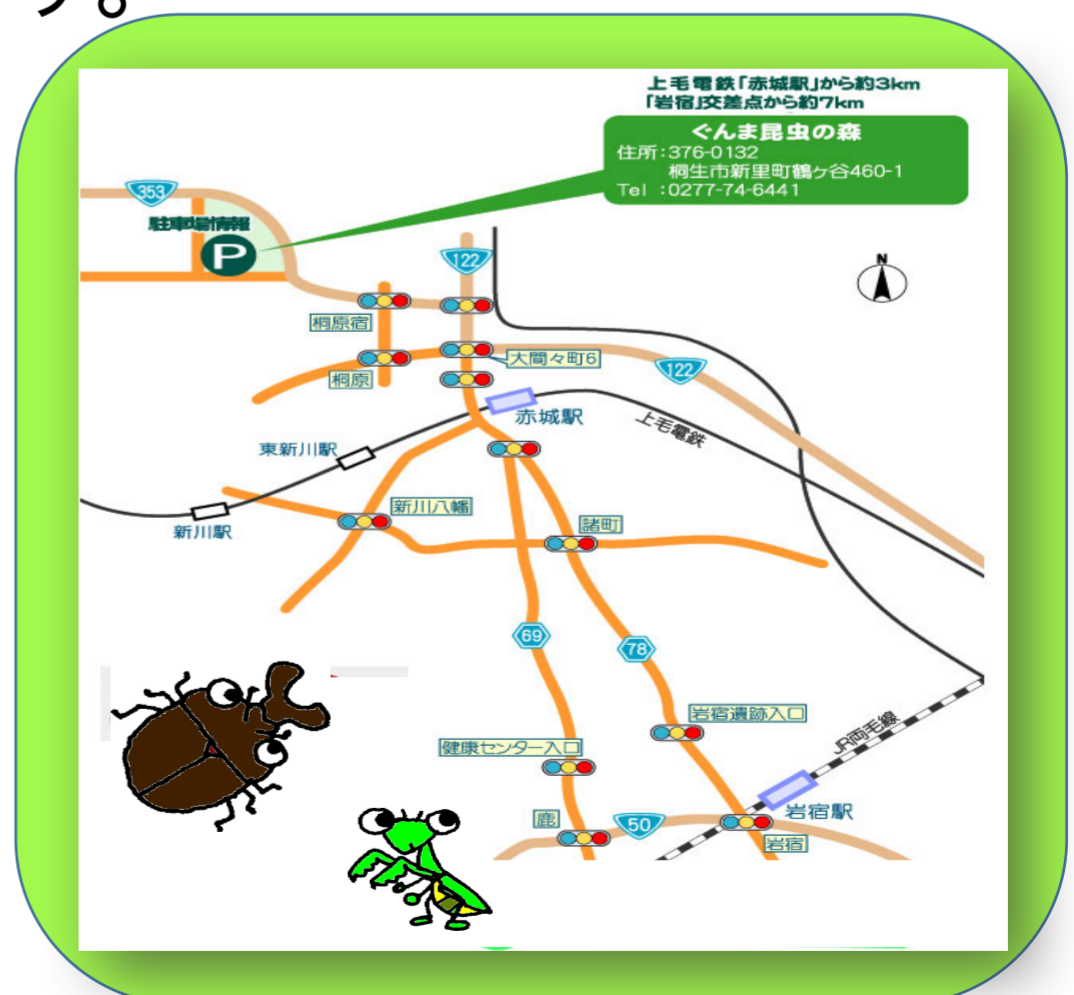 す。
上毛電鉄「赤城駅」から約3km
「岩宿」交差点から約7km
ぐんま昆虫の森
住所:376-0132
桐生市新里町鶴ヶ谷460-1
Tel :0277-74-6441
353
駐車場情報
P
122
N
桐原宿
大間々町6
122
桐原
赤城駅
上毛電鉄
東新川駅
新川八幡
新川駅
諸町
69
78
岩宿遺跡入口
健康センター入口
JR両毛線
岩宿駅
鹿
50
岩宿